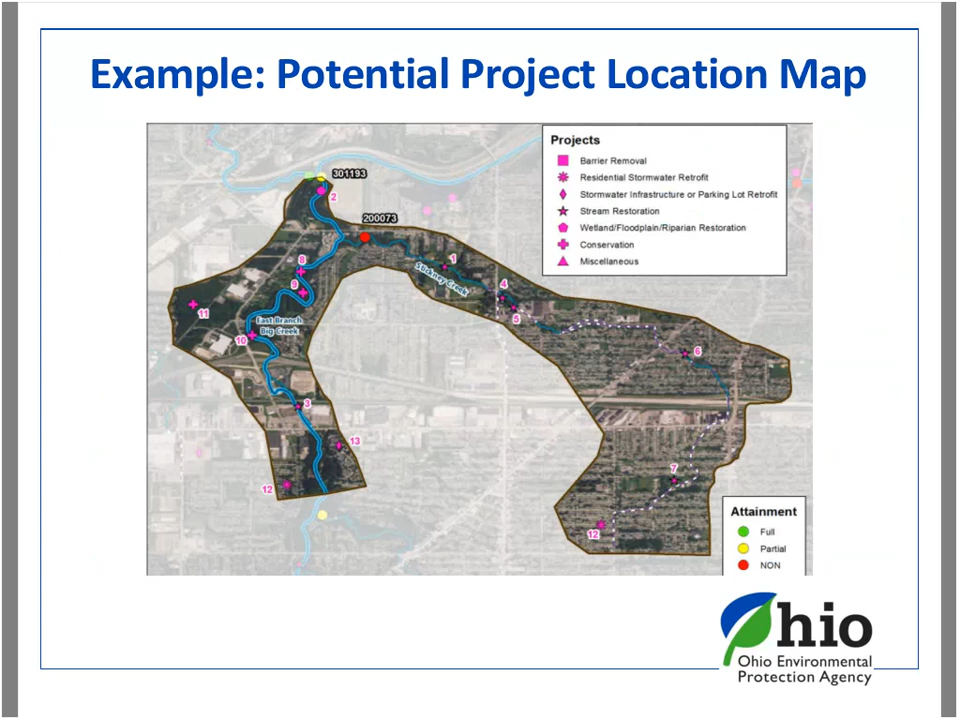 Example: Potential Project Location Map
Projects
Barrier Removal
Residential Stormwater Retrofit
Stormwater Infrastructure or Parking Lot Retrofit
Stream Restoration
Wetland/Floodplain/Riparian Restoration
Conservation
Miscellaneous
301193
2
200073
1
Stickney Creek
8
9
4
5
11
East Branch
Big Creek
10
6
3
13
12
7
12
Attainment
Full
Partial
NON
Ohio
Ohio Environmental
Protection Agency